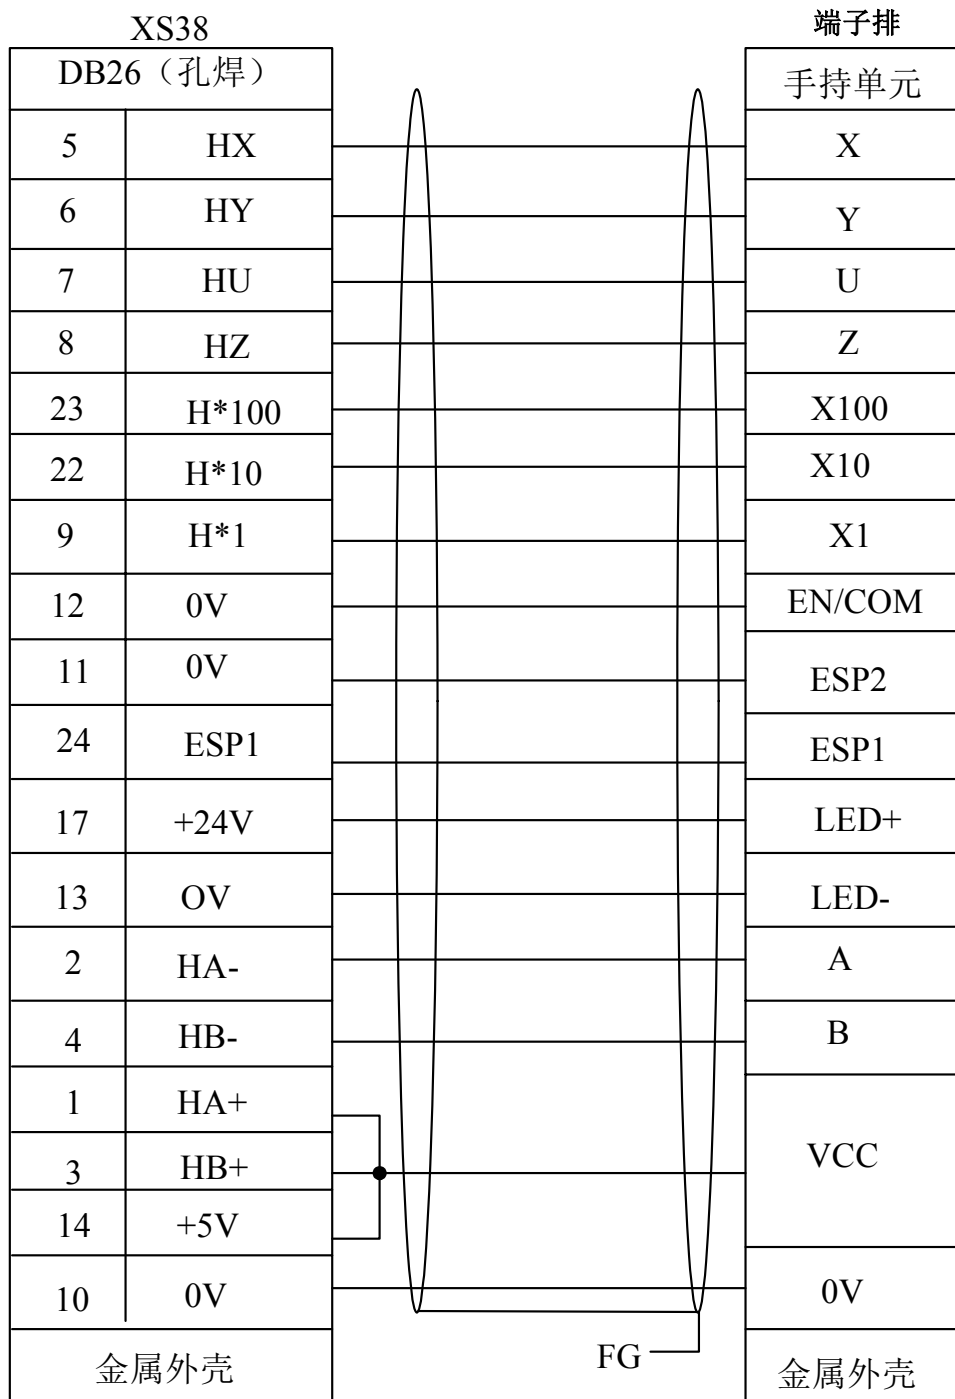 XS38 端子排
DB26（孔焊） 手持单元
5 HX X
6 HY Y
7 HU U
8 HZ Z
23 H*100 X100
22 H*10 X10
9 H*1 X1
12 0V EN/COM
11 0V ESP2
24 ESP1 ESP1
17 +24V LED+
13 OV LED-
2 HA- A
4 HB- B
1 HA+
3 HB+ VCC
14 +5V
10 0V 0V
FG
金属外壳 金属外壳